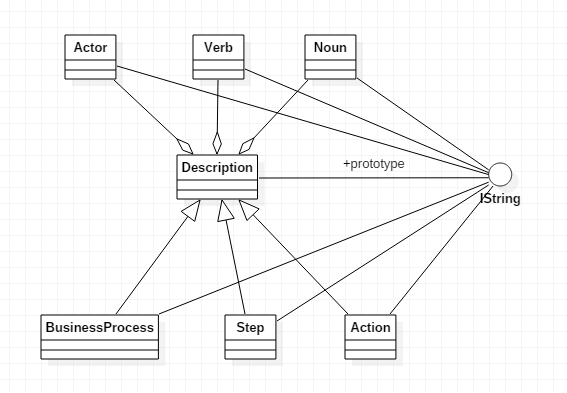 Actor
Verb
Noun
Description
+prototype
IString
BusinessProcess
Step
Action